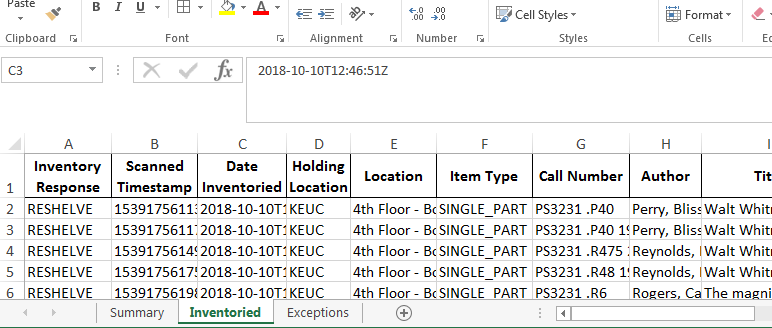 Paste
B I U A
.00 .0
Cell Styles
Format
Clipboard Font Alignment Number Styles Cells
C3 fx 2018-10-10T12:46:51Z
A B C D E F G H
1 Inventory Response Scanned Timestamp Date Inventoried Holding Location Location Item Type Call Number Author Tit
2 RESHELVE 1539175611 2018-10-10T1 KEUC 4th Floor - Bo SINGLE_PART PS3231 .P40 Perry, Bliss Walt Whitr
3 RESHELVE 1539175611 2018-10-10T1 KEUC 4th Floor - Bo SINGLE_PART PS3231 .P40 19 Perry, Bliss Walt Whitr
4 RESHELVE 1539175614 2018-10-10T1 KEUC 4th Floor - Bo SINGLE_PART PS3231 .R475 Reynolds, Walt Whitr
5 RESHELVE 1539175617 2018-10-10T1 KEUC 4th Floor - Bo SINGLE_PART PS3231 .R48 19 Reynolds, Walt Whitr
6 RESHELVE 1539175619 2018-10-10T1 KEUC 4th Floor - Bo SINGLE_PART PS3231 .R6 Rogers, Ca The magni
Summary Inventoried Exceptions